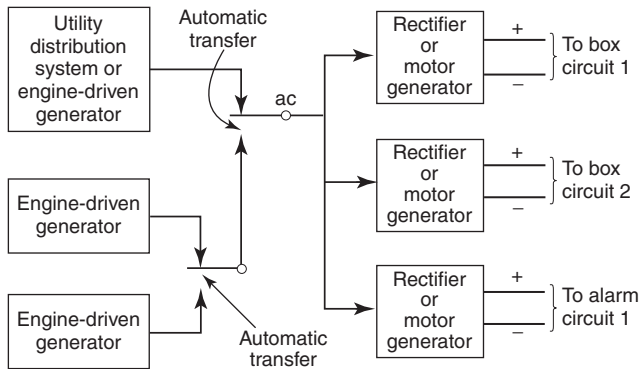 Utility
distribution
system or
engine-driven
generator
Automatic
transfer
ac
Rectifier
or
motor
generator
+
–
To box
circuit 1
Rectifier
or
motor
generator
+
–
To box
circuit 2
Engine-driven
generator
Engine-driven
generator
Automatic
transfer
Rectifier
or
motor
generator
+
–
To alarm
circuit 1